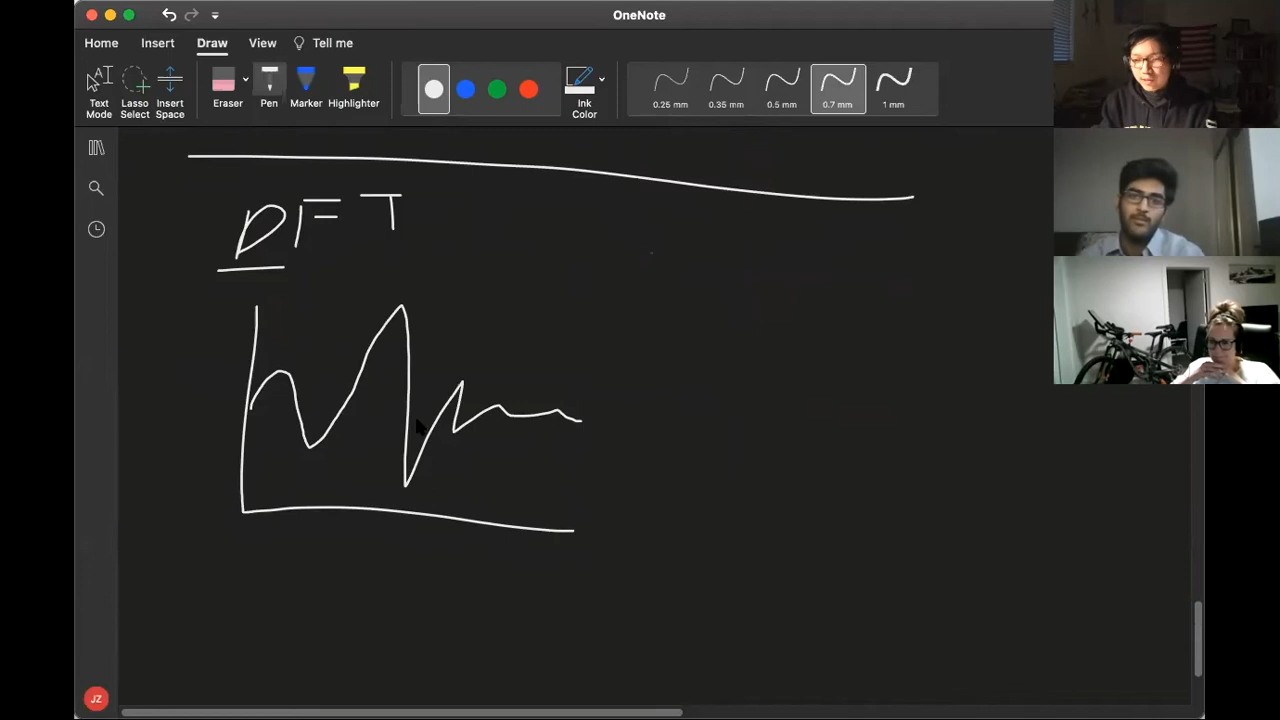 OneNote
Home Insert Draw View Tell me
Text Mode
Lasso Select
Insert Space
Eraser
Pen
Marker
Highlighter
Ink Color
0.25 mm
0.35 mm
0.5 mm
0.7 mm
1 mm
DFT
JZ